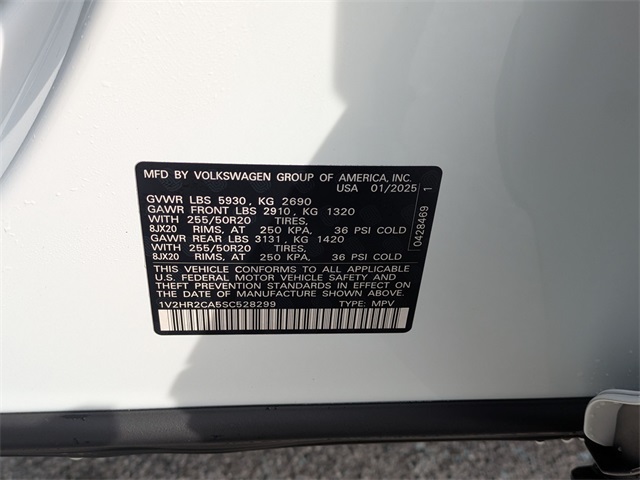 MFD BY VOLKSWAGEN GROUP OF AMERICA, INC.
USA 01/2025
GVWR LBS 5930, KG 2690
GAWR FRONT LBS 2910, KG 1320
WITH 255/50R20 TIRES,
8JX20 RIMS, AT 250 KPA, 36 PSI COLD
GAWR REAR LBS 3131, KG 1420
WITH 255/50R20 TIRES,
8JX20 RIMS, AT 250 KPA, 36 PSI COLD
THIS VEHICLE CONFORMS TO ALL APPLICABLE
U.S. FEDERAL MOTOR VEHICLE SAFETY AND
THEFT PREVENTION STANDARDS IN EFFECT ON
THE DATE OF MANUFACTURE SHOWN ABOVE.
1V2HR2CA5SC528299 TYPE: MPV
0428469 1